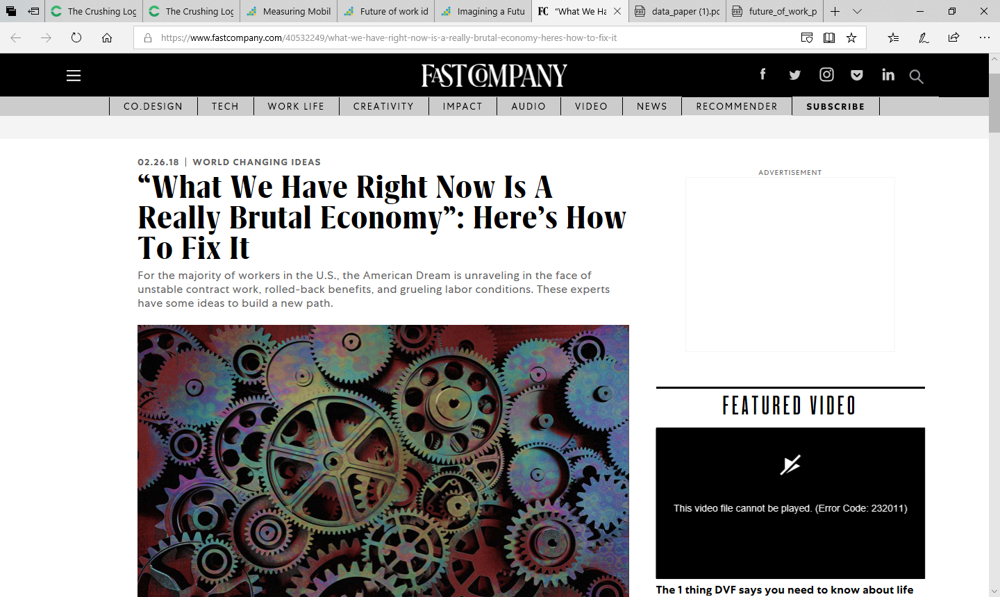 The Crushing Log
The Crushing Log
Measuring Mobil
Future of work id
Imagining a Futu
FC “What We Ha
PDF data_paper (1).pc
PDF future_of_work_p
https://www.fastcompany.com/40532249/what-we-have-right-now-is-a-really-brutal-economy-heres-how-to-fix-it
FAST COMPANY
CO.DESIGN TECH WORK LIFE CREATIVITY IMPACT AUDIO VIDEO NEWS RECOMMENDER SUBSCRIBE
02.26.18 | WORLD CHANGING IDEAS
“What We Have Right Now Is A
Really Brutal Economy”: Here’s How
To Fix It
For the majority of workers in the U.S., the American Dream is unraveling in the face of
unstable contract work, rolled-back benefits, and grueling labor conditions. These experts
have some ideas to build a new path.
ADVERTISEMENT
FEATURED VIDEO
This video file cannot be played. (Error Code: 232011)
The 1 thing DVF says you need to know about life